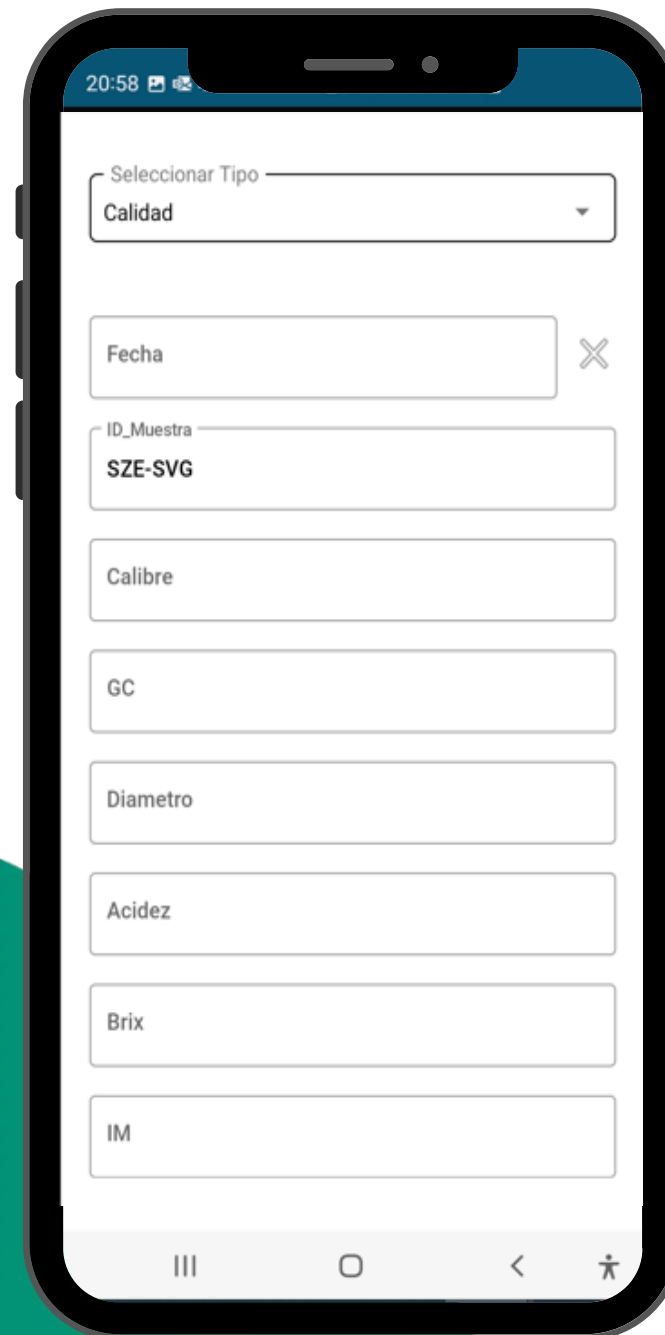 20:58
Seleccionar Tipo
Calidad
Fecha
ID_Muestra
SZE-SVG
Calibre
GC
Diametro
Acidez
Brix
IM